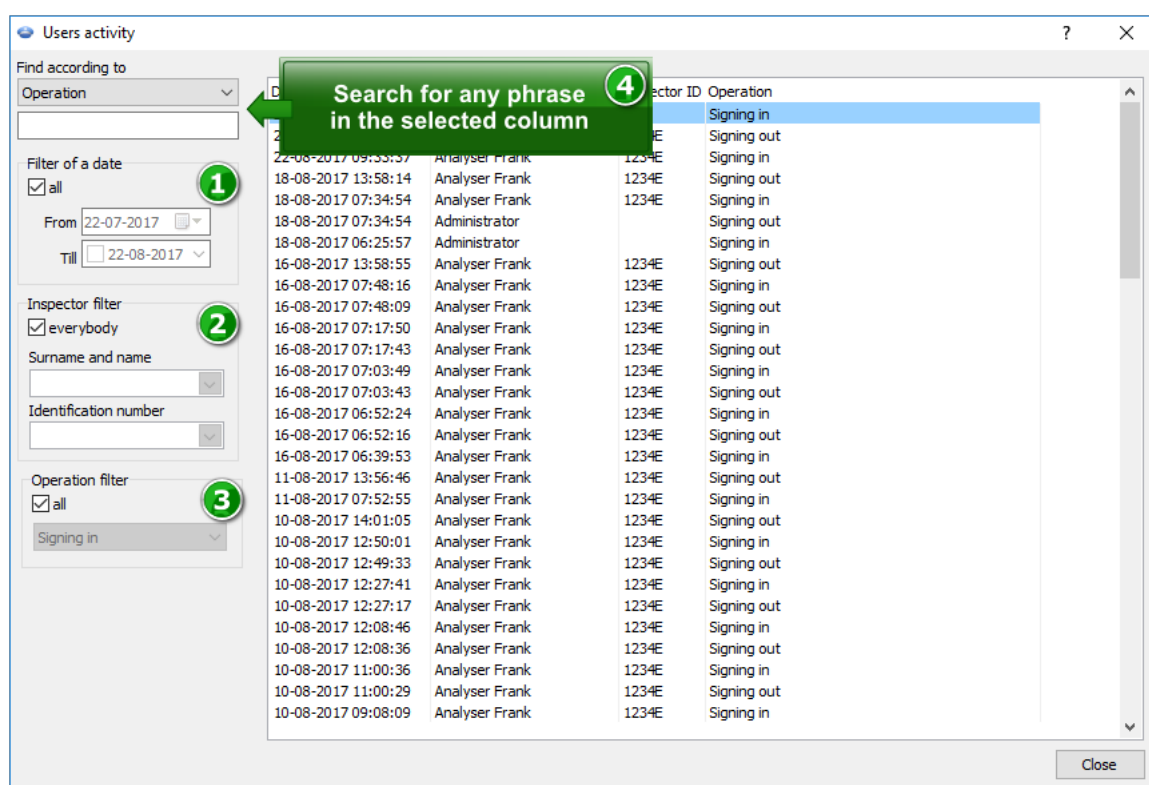 Users activity ? ×
Find according to
Operation
Search for any phrase
in the selected column
4
D ector ID Operation
Signing in
2 E Signing out
22-08-2017 09:33:37 Analyser Frank 1234E Signing in
18-08-2017 13:58:14 Analyser Frank 1234E Signing out
18-08-2017 07:34:54 Analyser Frank 1234E Signing in
18-08-2017 07:34:54 Administrator Signing out
18-08-2017 06:25:57 Administrator Signing in
16-08-2017 13:58:55 Analyser Frank 1234E Signing out
16-08-2017 07:48:16 Analyser Frank 1234E Signing in
16-08-2017 07:48:09 Analyser Frank 1234E Signing out
16-08-2017 07:17:50 Analyser Frank 1234E Signing in
16-08-2017 07:17:43 Analyser Frank 1234E Signing out
16-08-2017 07:03:49 Analyser Frank 1234E Signing in
16-08-2017 07:03:43 Analyser Frank 1234E Signing out
16-08-2017 06:52:24 Analyser Frank 1234E Signing in
16-08-2017 06:52:16 Analyser Frank 1234E Signing out
16-08-2017 06:39:53 Analyser Frank 1234E Signing in
11-08-2017 13:56:46 Analyser Frank 1234E Signing out
11-08-2017 07:52:55 Analyser Frank 1234E Signing in
10-08-2017 14:01:05 Analyser Frank 1234E Signing out
10-08-2017 12:50:01 Analyser Frank 1234E Signing in
10-08-2017 12:49:33 Analyser Frank 1234E Signing out
10-08-2017 12:27:41 Analyser Frank 1234E Signing in
10-08-2017 12:27:17 Analyser Frank 1234E Signing out
10-08-2017 12:08:46 Analyser Frank 1234E Signing in
10-08-2017 12:08:36 Analyser Frank 1234E Signing out
10-08-2017 11:00:36 Analyser Frank 1234E Signing in
10-08-2017 11:00:29 Analyser Frank 1234E Signing out
10-08-2017 09:08:09 Analyser Frank 1234E Signing in
Filter of a date
all
1
From 22-07-2017
Till 22-08-2017
Inspector filter
everybody
2
Surname and name
Identification number
Operation filter
all
3
Signing in
Close